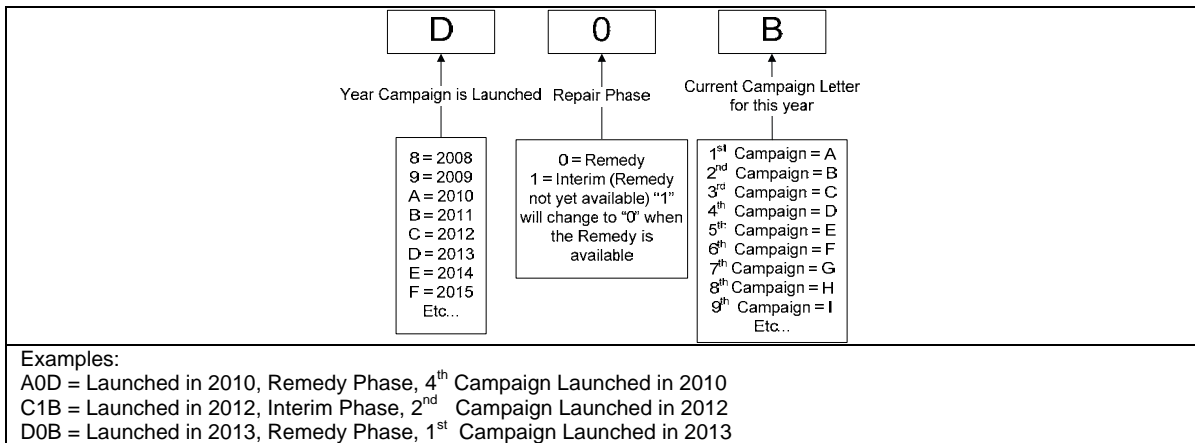 D 0 B
Year Campaign is Launched
Repair Phase
Current Campaign Letter
for this year
8 = 2008
9 = 2009
A = 2010
B = 2011
C = 2012
D = 2013
E = 2014
F = 2015
Etc...
0 = Remedy
1 = Interim (Remedy
not yet available) “1”
will change to “0” when
the Remedy is
available
1st Campaign = A
2nd Campaign = B
3rd Campaign = C
4th Campaign = D
5th Campaign = E
6th Campaign = F
7th Campaign = G
8th Campaign = H
9th Campaign = I
Etc...
Examples:
A0D = Launched in 2010, Remedy Phase, 4th Campaign Launched in 2010
C1B = Launched in 2012, Interim Phase, 2nd Campaign Launched in 2012
D0B = Launched in 2013, Remedy Phase, 1st Campaign Launched in 2013